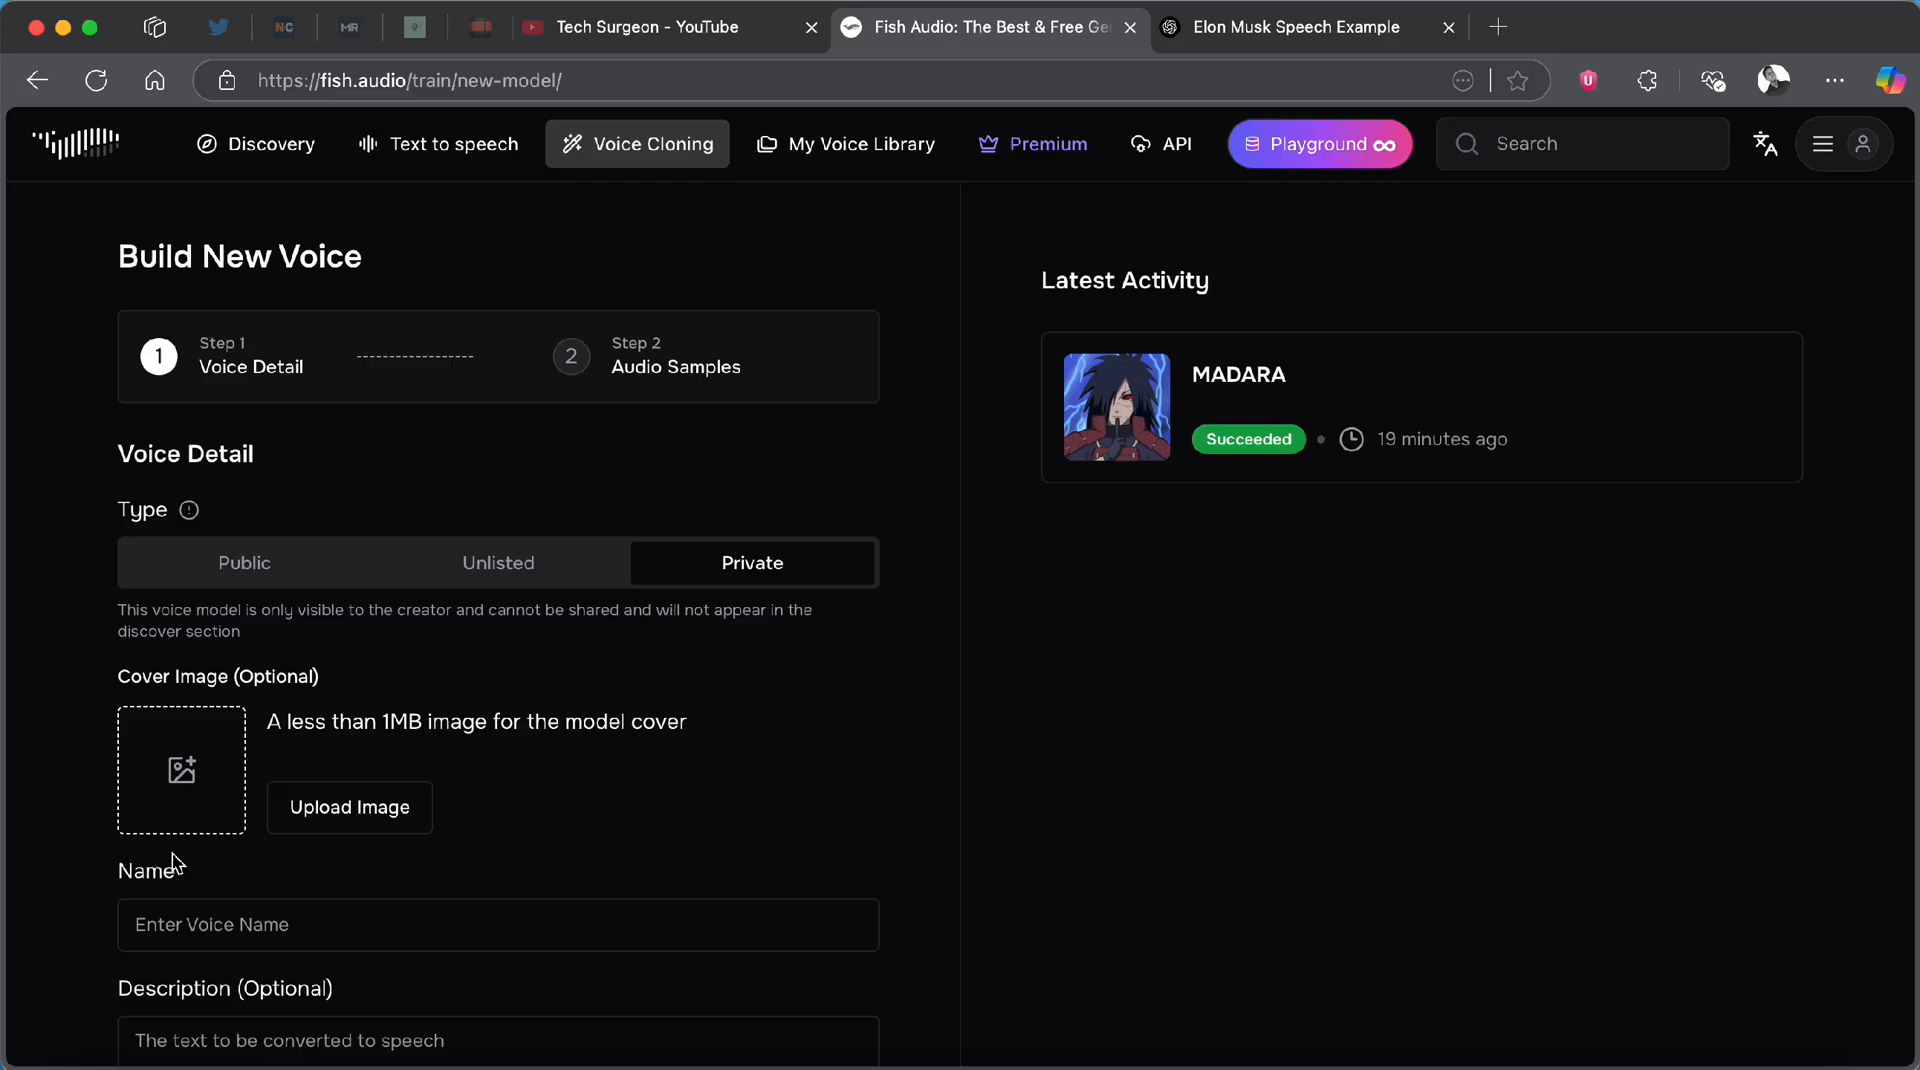 NC
MR
Tech Surgeon - YouTube
Fish Audio: The Best & Free Ge
Elon Musk Speech Example
https://fish.audio/train/new-model/
Discovery
Text to speech
Voice Cloning
My Voice Library
Premium
API
Playground
Search
Build New Voice
1
Step 1
Voice Detail
2
Step 2
Audio Samples
Voice Detail
Type
Public
Unlisted
Private
This voice model is only visible to the creator and cannot be shared and will not appear in the
discover section
Cover Image (Optional)
A less than 1MB image for the model cover
Upload Image
Name
Enter Voice Name
Description (Optional)
The text to be converted to speech
Latest Activity
MADARA
Succeeded
19 minutes ago